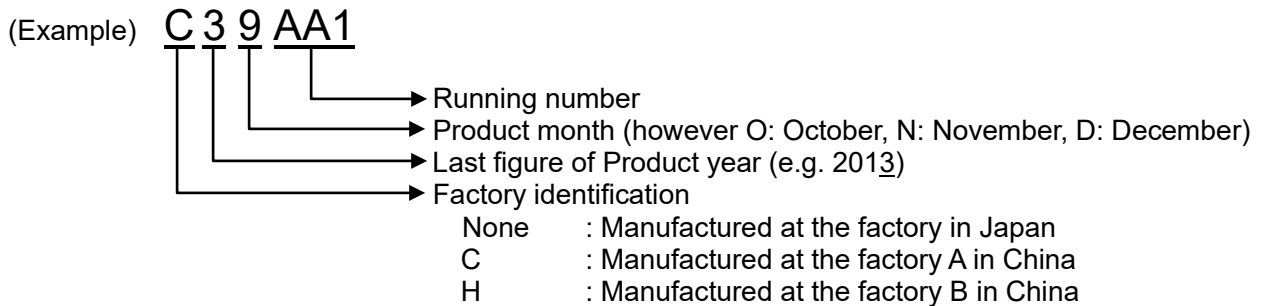 (Example) C 3 9 AA1
Running number
Product month (however O: October, N: November, D: December)
Last figure of Product year (e.g. 2013)
Factory identification
None : Manufactured at the factory in Japan
C : Manufactured at the factory A in China
H : Manufactured at the factory B in China